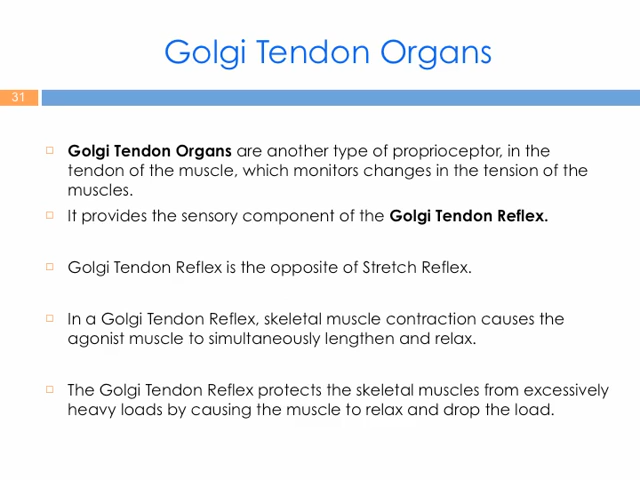 Golgi Tendon Organs
31
Golgi Tendon Organs are another type of proprioceptor, in the
tendon of the muscle, which monitors changes in the tension of the
muscles.
It provides the sensory component of the Golgi Tendon Reflex.
Golgi Tendon Reflex is the opposite of Stretch Reflex.
In a Golgi Tendon Reflex, skeletal muscle contraction causes the
agonist muscle to simultaneously lengthen and relax.
The Golgi Tendon Reflex protects the skeletal muscles from excessively
heavy loads by causing the muscle to relax and drop the load.